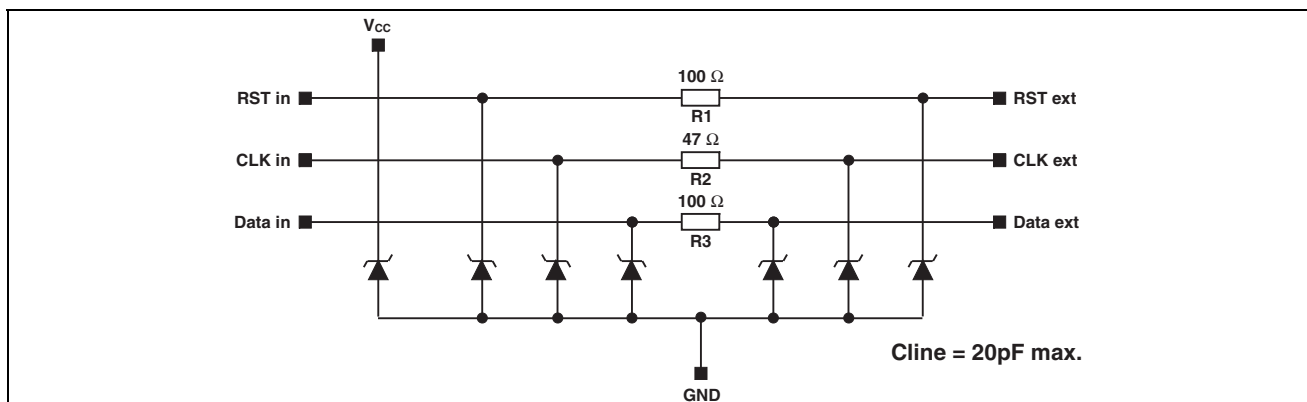 VCC
100 Ω
RST in
RST ext
R1
47 Ω
CLK in
CLK ext
R2
100 Ω
Data in
Data ext
R3
Cline = 20pF max.
GND